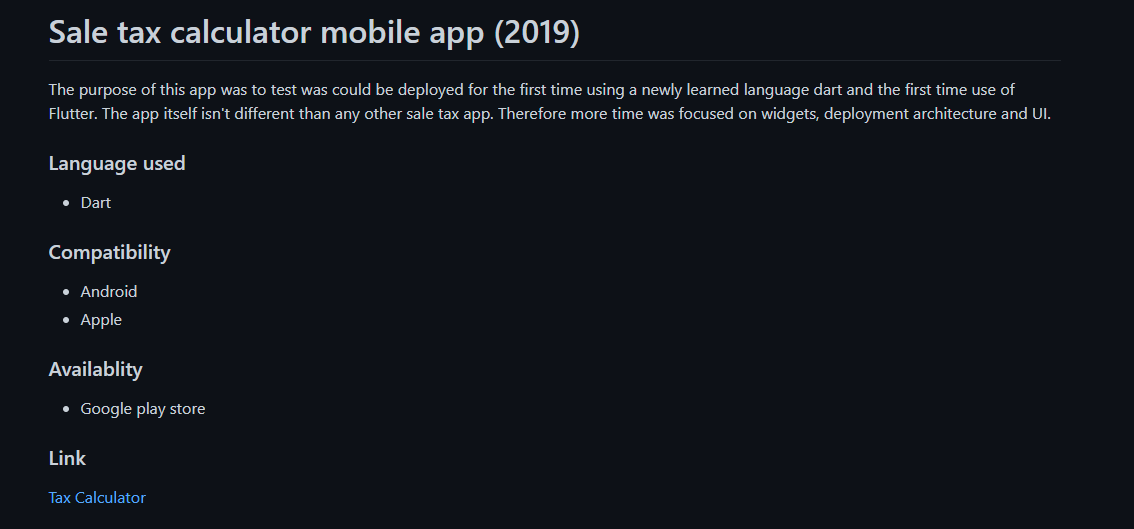 Sale tax calculator mobile app (2019)
The purpose of this app was to test was could be deployed for the first time using a newly learned language dart and the first time use of
Flutter. The app itself isn't different than any other sale tax app. Therefore more time was focused on widgets, deployment architecture and UI.
Language used
• Dart
Compatibility
• Android
• Apple
Availablity
• Google play store
Link
Tax Calculator